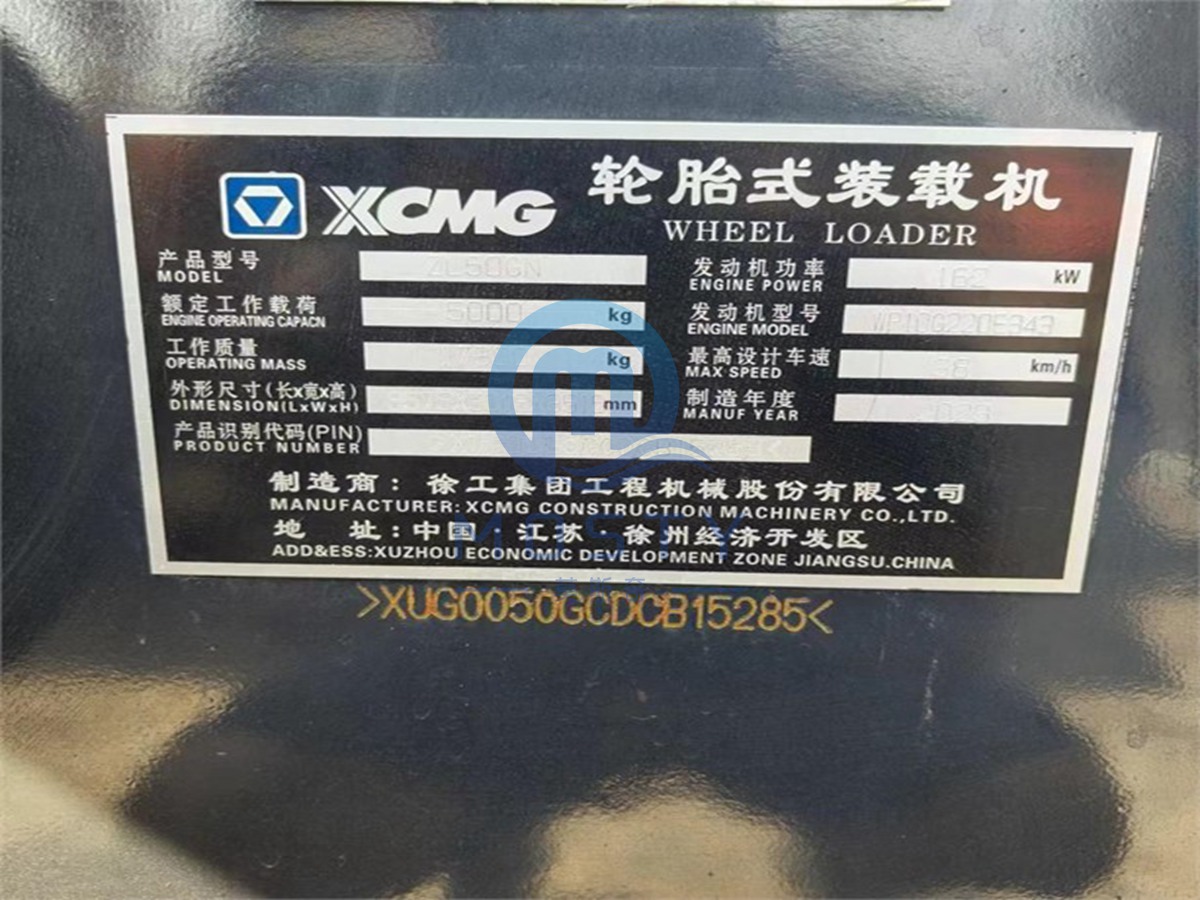 XCMG 轮胎式装载机
WHEEL LOADER
产品型号 ZL50GN
MODEL
发动机功率 162 kW
ENGINE POWER
额定工作载荷 5000 kg
ENGINE OPERATING CAPACN
发动机型号
ENGINE MODEL
工作质量 kg
OPERATING MASS
最高设计车速 38 km/h
MAX SPEED
外形尺寸(长x宽x高) mm
DIMENSION(LxWxH)
制造年度
MANUF YEAR
产品识别代码(PIN)
PRODUCT NUMBER
制造商:徐工集团工程机械股份有限公司
MANUFACTURER: XCMG CONSTRUCTION MACHINERY CO.,LTD.
地 址:中国·江苏·徐州经济开发区
ADD&ESS:XUZHOU ECONOMIC DEVELOPMENT ZONE JIANGSU.CHINA
>XUG0050GCDCB15285<